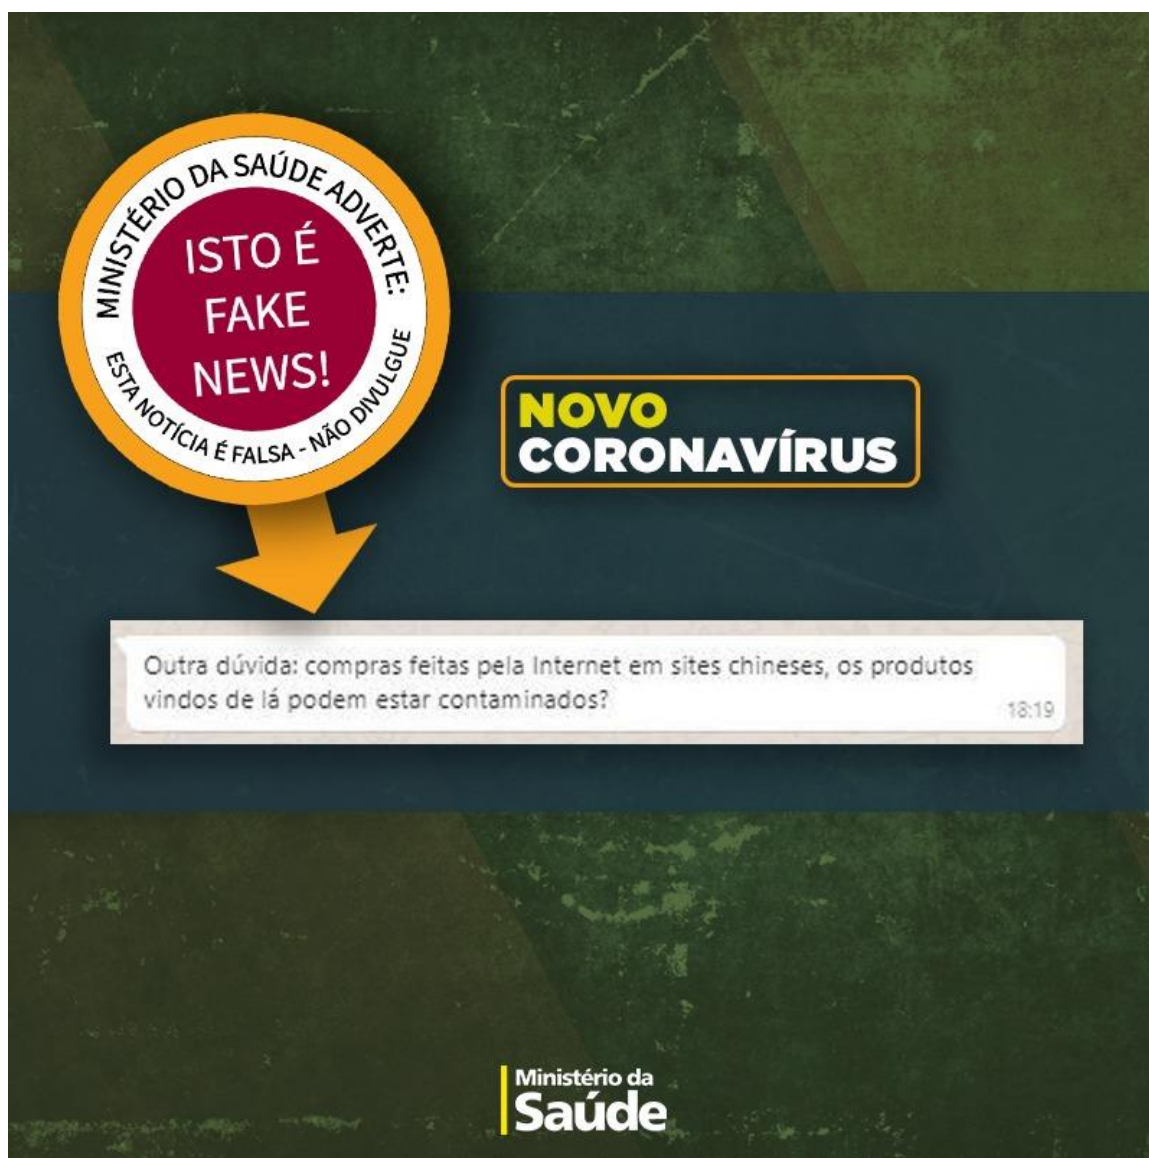 MINISTÉRIO DA SAÚDE ADVERTE:
ISTO É
FAKE
NEWS!
ESTA NOTÍCIA É FALSA - NÃO DIVULGUE
NOVO
CORONAVÍRUS
Outra dúvida: compras feitas pela Internet em sites chineses, os produtos
vindos de lá podem estar contaminados?
18:19
Ministério da
Saúde